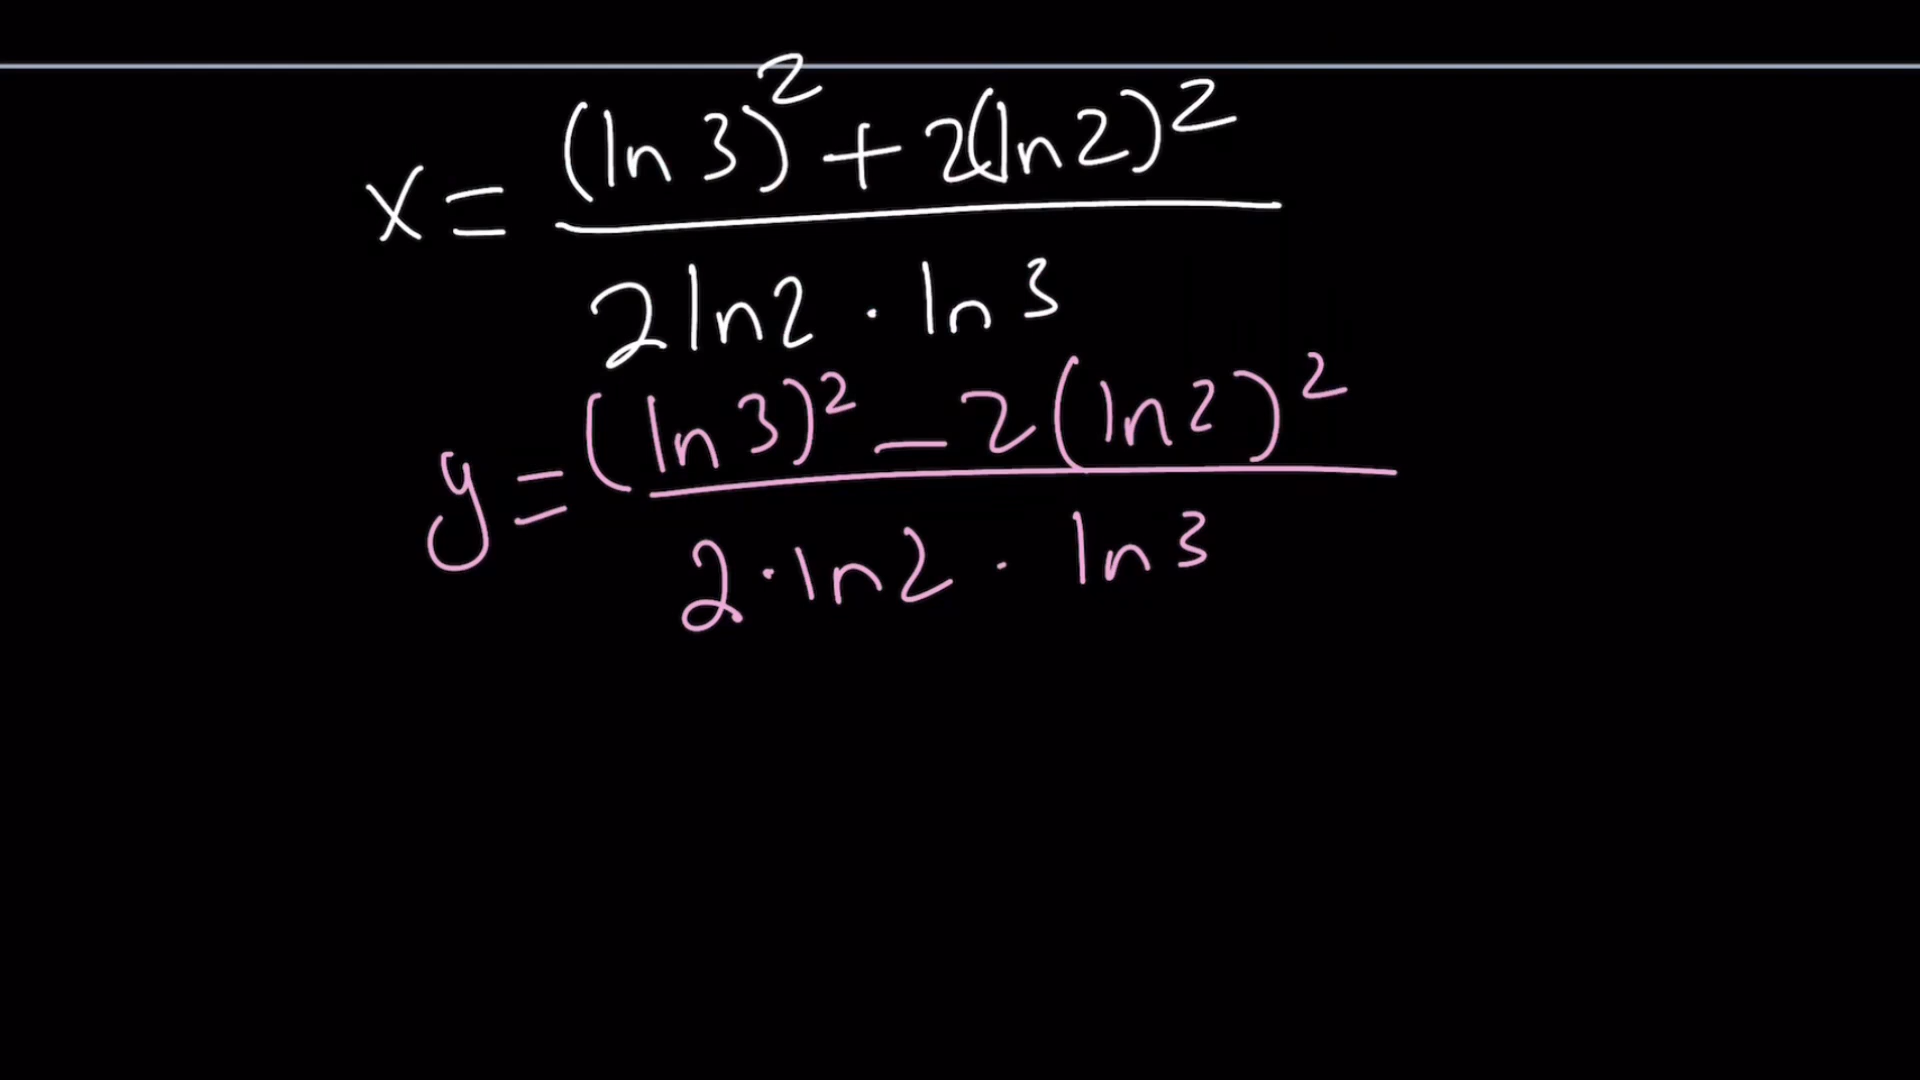 x = ((ln 3)² + 2(ln 2)²) / (2 ln 2 · ln 3)
y = ((ln 3)² − 2(ln 2)²) / (2 · ln 2 · ln 3)